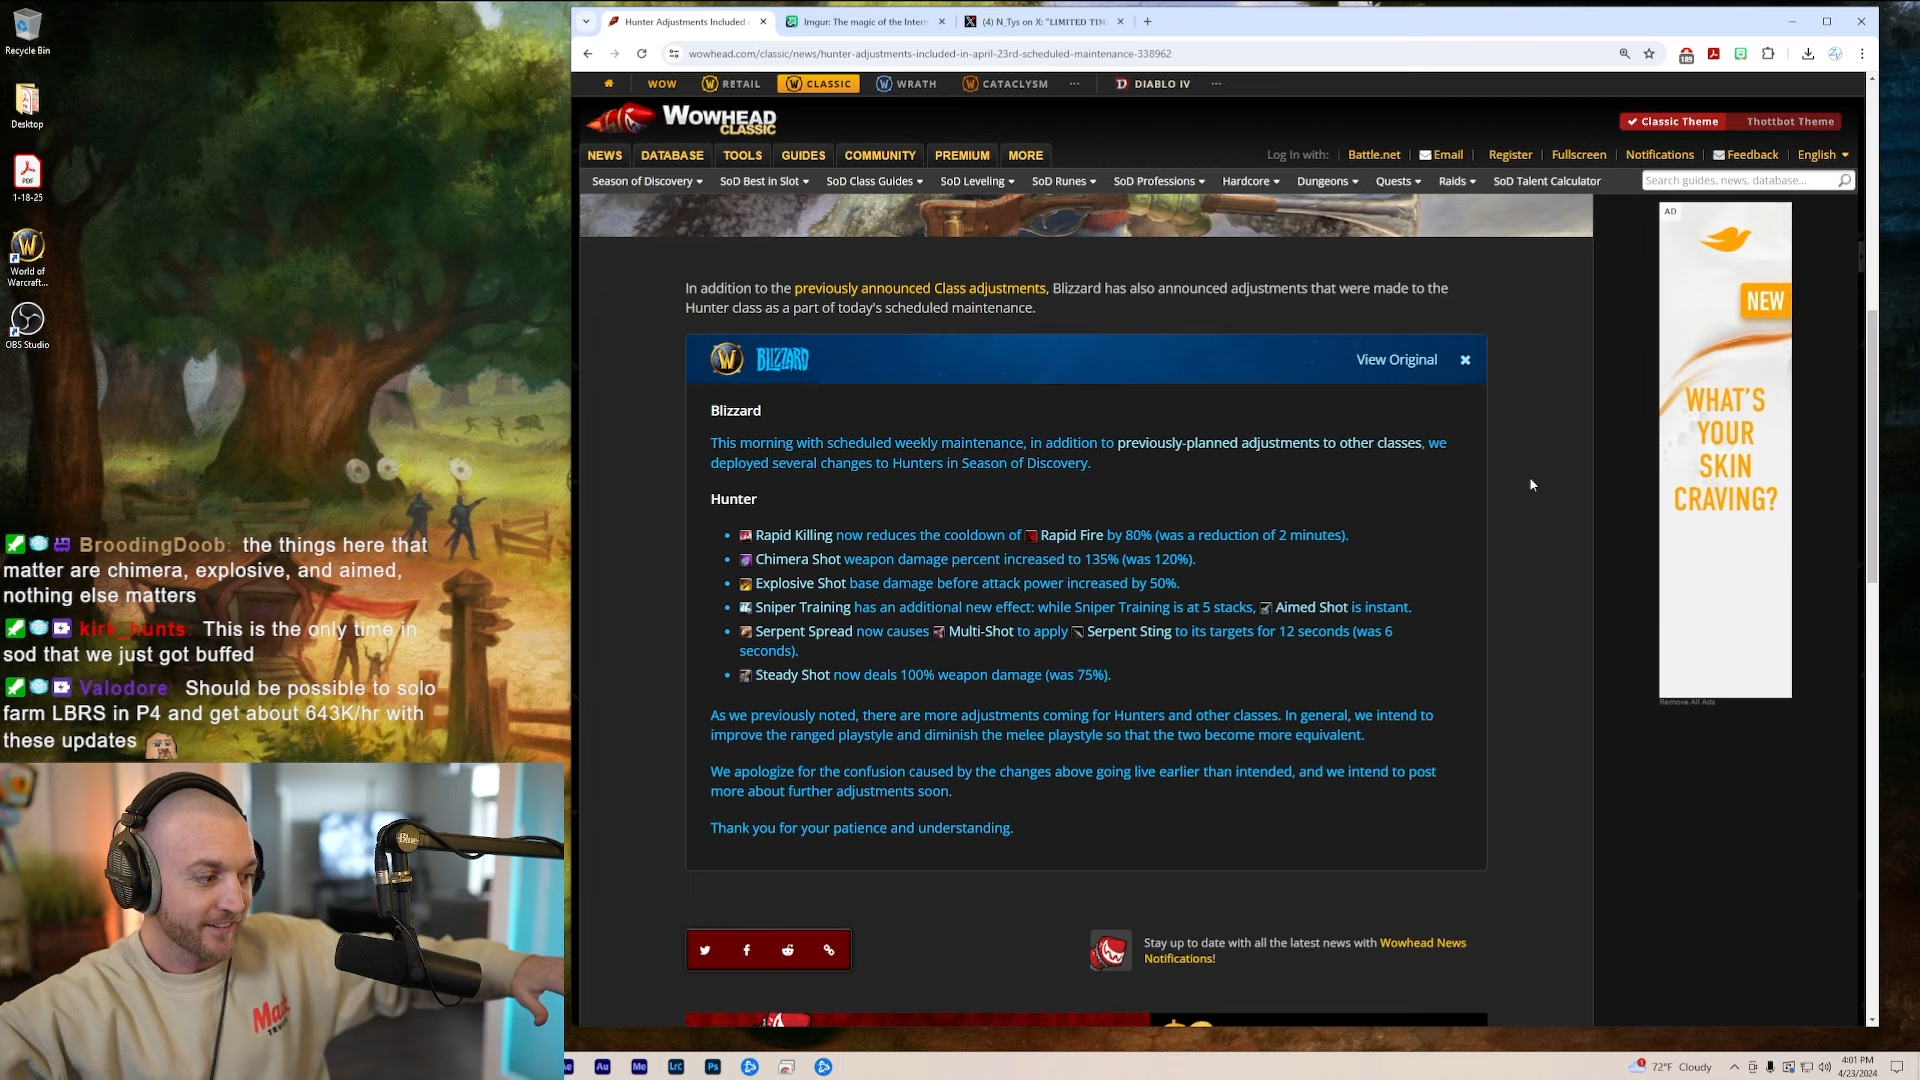 Recycle Bin
Desktop
1-18-25
World of
Warcraft...
OBS Studio
Hunter Adjustments Included
Imgur: The magic of the Intern
(4) N_Tys on X: "LIMITED TIM
wowhead.com/classic/news/hunter-adjustments-included-in-april-23rd-scheduled-maintenance-338962
189
WOW RETAIL CLASSIC WRATH CATACLYSM ... DIABLO IV ...
WOWHEAD
CLASSIC
Classic Theme Thottbot Theme
NEWS DATABASE TOOLS GUIDES COMMUNITY PREMIUM MORE
Log In with: Battle.net Email Register Fullscreen Notifications Feedback English
Season of Discovery SoD Best in Slot SoD Class Guides SoD Leveling SoD Runes SoD Professions Hardcore Dungeons Quests Raids SoD Talent Calculator
Search guides, news, database...
In addition to the previously announced Class adjustments, Blizzard has also announced adjustments that were made to the
Hunter class as a part of today's scheduled maintenance.
BLIZZARD
View Original
Blizzard
This morning with scheduled weekly maintenance, in addition to previously-planned adjustments to other classes, we
deployed several changes to Hunters in Season of Discovery.
Hunter
• Rapid Killing now reduces the cooldown of Rapid Fire by 80% (was a reduction of 2 minutes).
• Chimera Shot weapon damage percent increased to 135% (was 120%).
• Explosive Shot base damage before attack power increased by 50%.
• Sniper Training has an additional new effect: while Sniper Training is at 5 stacks, Aimed Shot is instant.
• Serpent Spread now causes Multi-Shot to apply Serpent Sting to its targets for 12 seconds (was 6
seconds).
• Steady Shot now deals 100% weapon damage (was 75%).
As we previously noted, there are more adjustments coming for Hunters and other classes. In general, we intend to
improve the ranged playstyle and diminish the melee playstyle so that the two become more equivalent.
We apologize for the confusion caused by the changes above going live earlier than intended, and we intend to post
more about further adjustments soon.
Thank you for your patience and understanding.
Stay up to date with all the latest news with Wowhead News
Notifications!
AD
NEW
WHAT'S
YOUR
SKIN
CRAVING?
Remove All Ads
BroodingDoob: the things here that
matter are chimera, explosive, and aimed,
nothing else matters
kirk_hunts: This is the only time in
sod that we just got buffed
Valodore: Should be possible to solo
farm LBRS in P4 and get about 643K/hr with
these updates
Blue
Au Me LrC Ps
72°F Cloudy
4:01 PM
4/23/2024